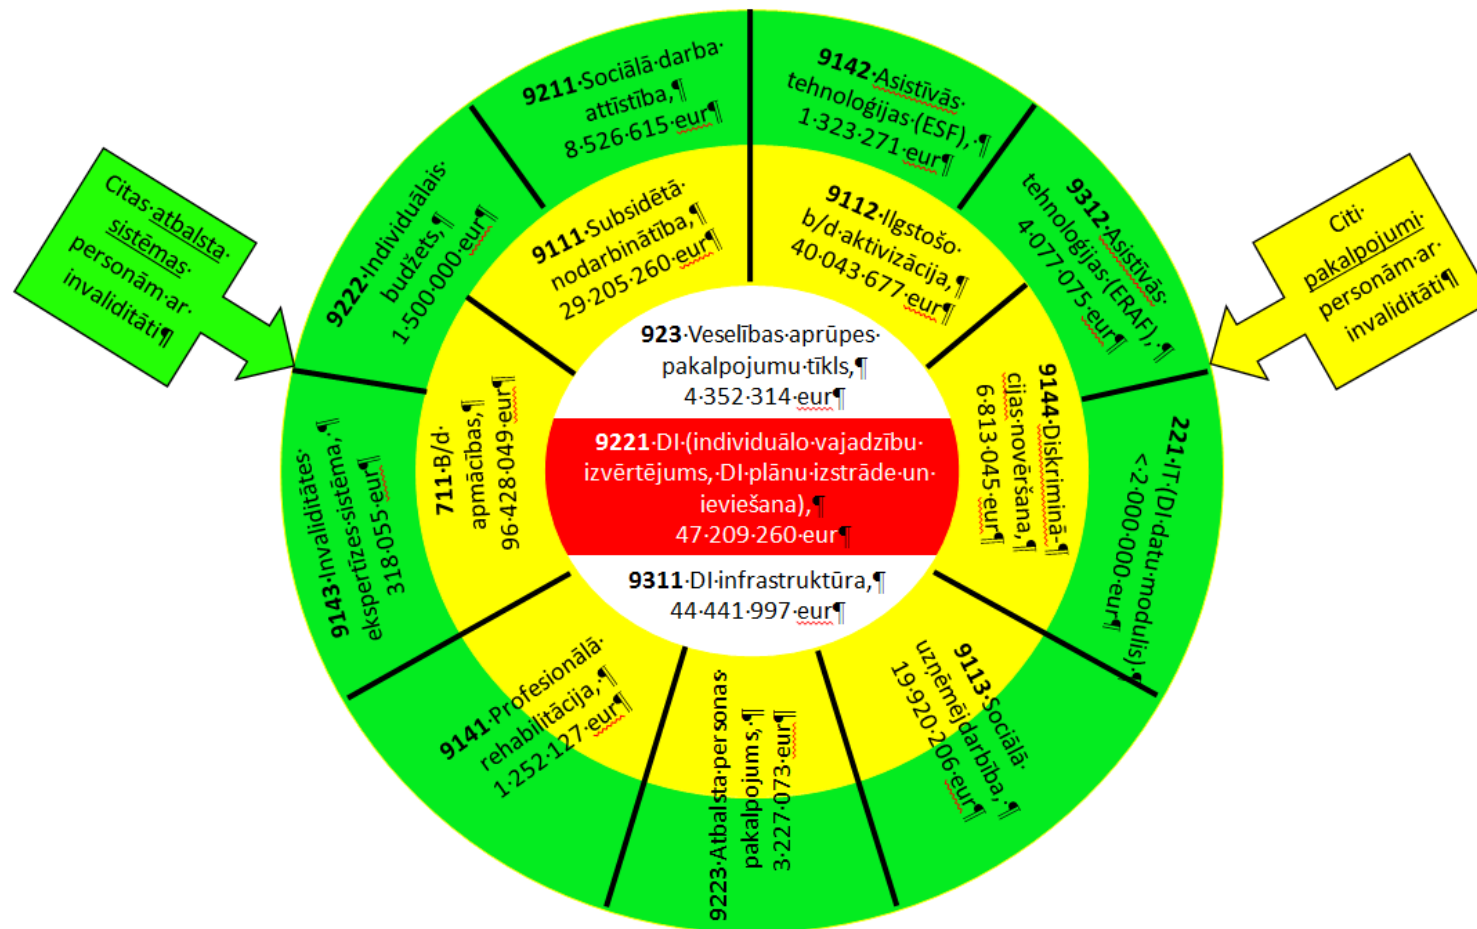 9211 Sociālā darba
attīstība,¶
8 526 615 eur¶
9142 Asistīvās
tehnoloģijas (ESF), ¶
1 323 271 eur¶
9222 Individuālais
budžets,¶
1 500 000 eur¶
9111 Subsidētā
nodarbinātība,¶
29 205 260 eur¶
9112 Ilgstošo
b/d aktivizācija,¶
40 043 677 eur¶
9312 Asistīvās
tehnoloģijas (ERAF), ¶
4 077 075 eur¶
Citas atbalsta
sistēmas
personām ar
invaliditāti¶
Citi
pakalpojumi
personām ar
invaliditāti¶
923 Veselības aprūpes
pakalpojumu tīkls,¶
4 352 314 eur¶
9221 DI (individuālo vajadzību
izvērtējums, DI plānu izstrāde un
ieviešana),¶
47 209 260 eur¶
9311 DI infrastruktūra,¶
44 441 997 eur¶
9143 Invaliditātes
ekspertīzes sistēma, ¶
318 055 eur¶
711 B/d
apmācības,¶
96 428 049 eur¶
9144 Diskriminā-¶
cijas novēršana,¶
6 813 045 eur¶
221 IT (DI datu modulis) ¶
< 2 000 000 eur¶
9141 Profesionālā
rehabilitācija, ¶
1 252 127 eur¶
9223 Atbalsta personas
pakalpojums, ¶
3 227 073 eur¶
9113 Sociālā
uzņēmējdarbība, ¶
19 920 206 eur¶